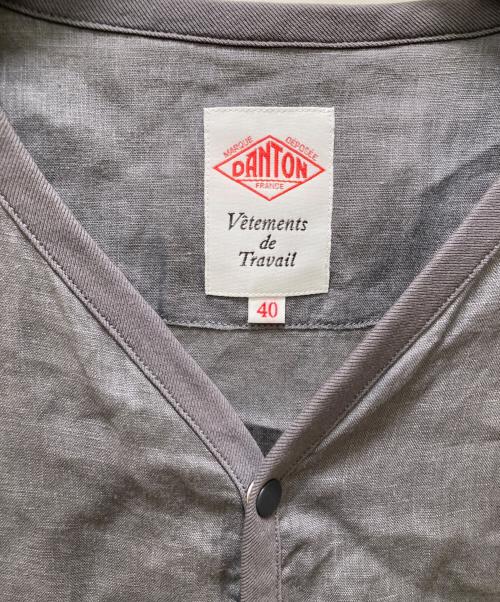 MARQUE DÉPOSÉE
DANTON
FRANCE
Vêtements
de
Travail
40